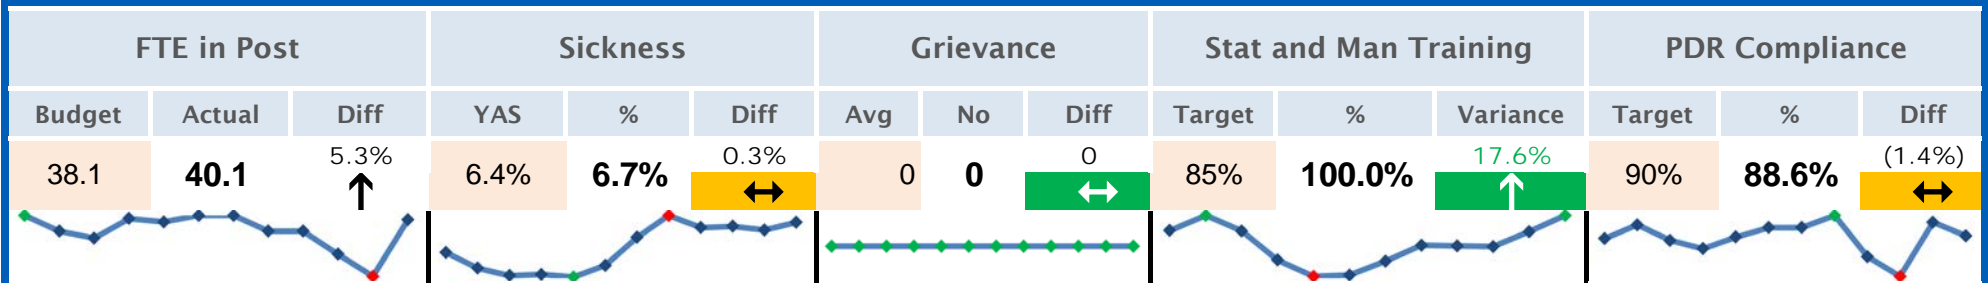 FTE in Post Sickness Grievance Stat and Man Training PDR Compliance
Budget Actual Diff YAS % Diff Avg No Diff Target % Variance Target % Diff
38.1 40.1 5.3% 6.4% 6.7% 0.3% 0 0 0 85% 100.0% 17.6% 90% 88.6% (1.4%)